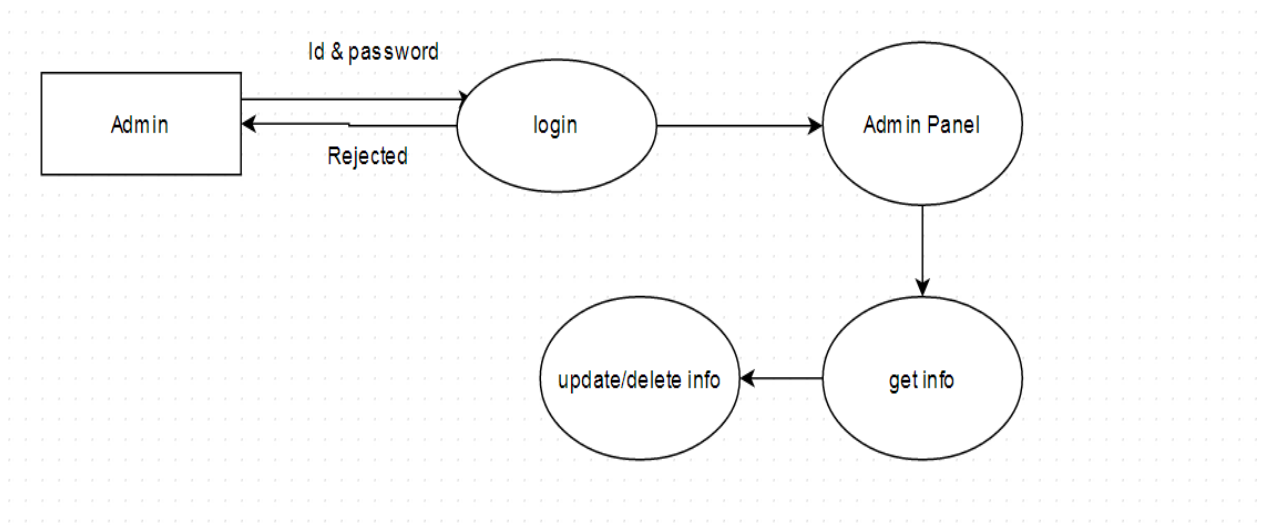 Id & password
Admin
login
Admin Panel
Rejected
update/delete info
get info